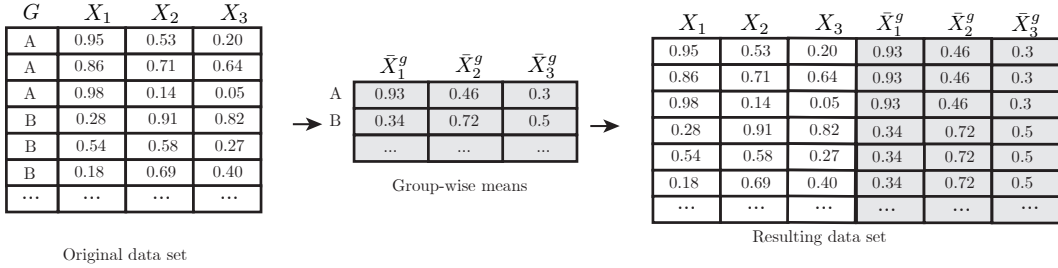 G X₁ X₂ X₃
A 0.95 0.53 0.20
A 0.86 0.71 0.64
A 0.98 0.14 0.05
B 0.28 0.91 0.82
B 0.54 0.58 0.27
B 0.18 0.69 0.40
... ... ... ...
Original data set
X̄₁ᵍ X̄₂ᵍ X̄₃ᵍ
A 0.93 0.46 0.3
B 0.34 0.72 0.5
... ... ...
Group-wise means
X₁ X₂ X₃ X̄₁ᵍ X̄₂ᵍ X̄₃ᵍ
0.95 0.53 0.20 0.93 0.46 0.3
0.86 0.71 0.64 0.93 0.46 0.3
0.98 0.14 0.05 0.93 0.46 0.3
0.28 0.91 0.82 0.34 0.72 0.5
0.54 0.58 0.27 0.34 0.72 0.5
0.18 0.69 0.40 0.34 0.72 0.5
... ... ... ... ... ...
Resulting data set